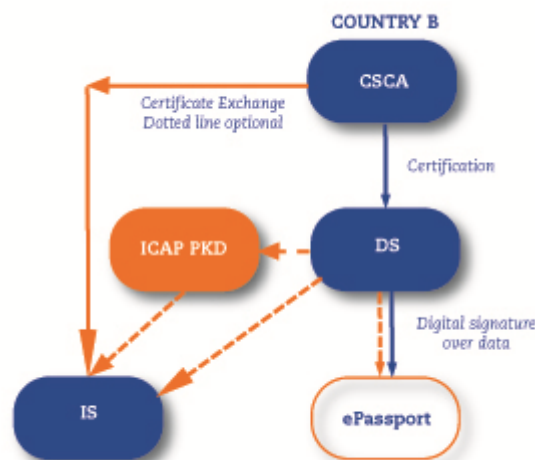 COUNTRY B
CSCA
Certificate Exchange
Dotted line optional
Certification
ICAP PKD
DS
Digital signature
over data
IS
ePassport